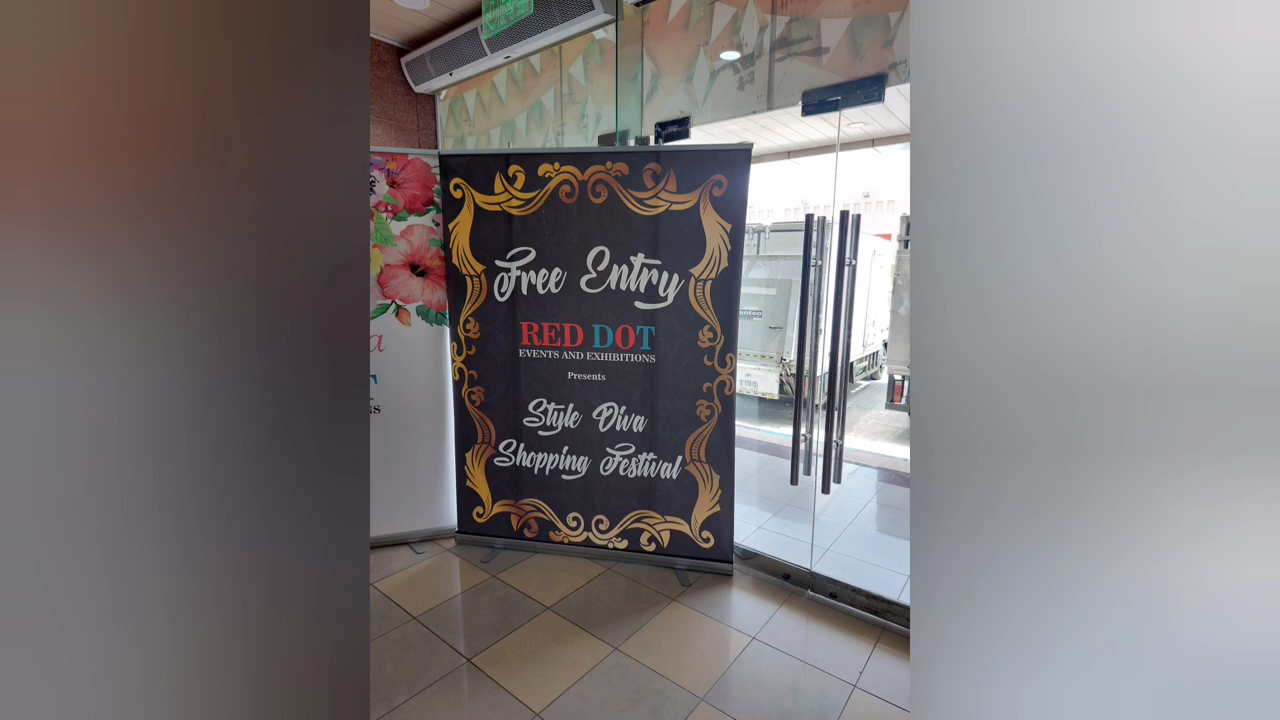 Free Entry
RED DOT
EVENTS AND EXHIBITIONS
Presents
Style Diva
Shopping Festival